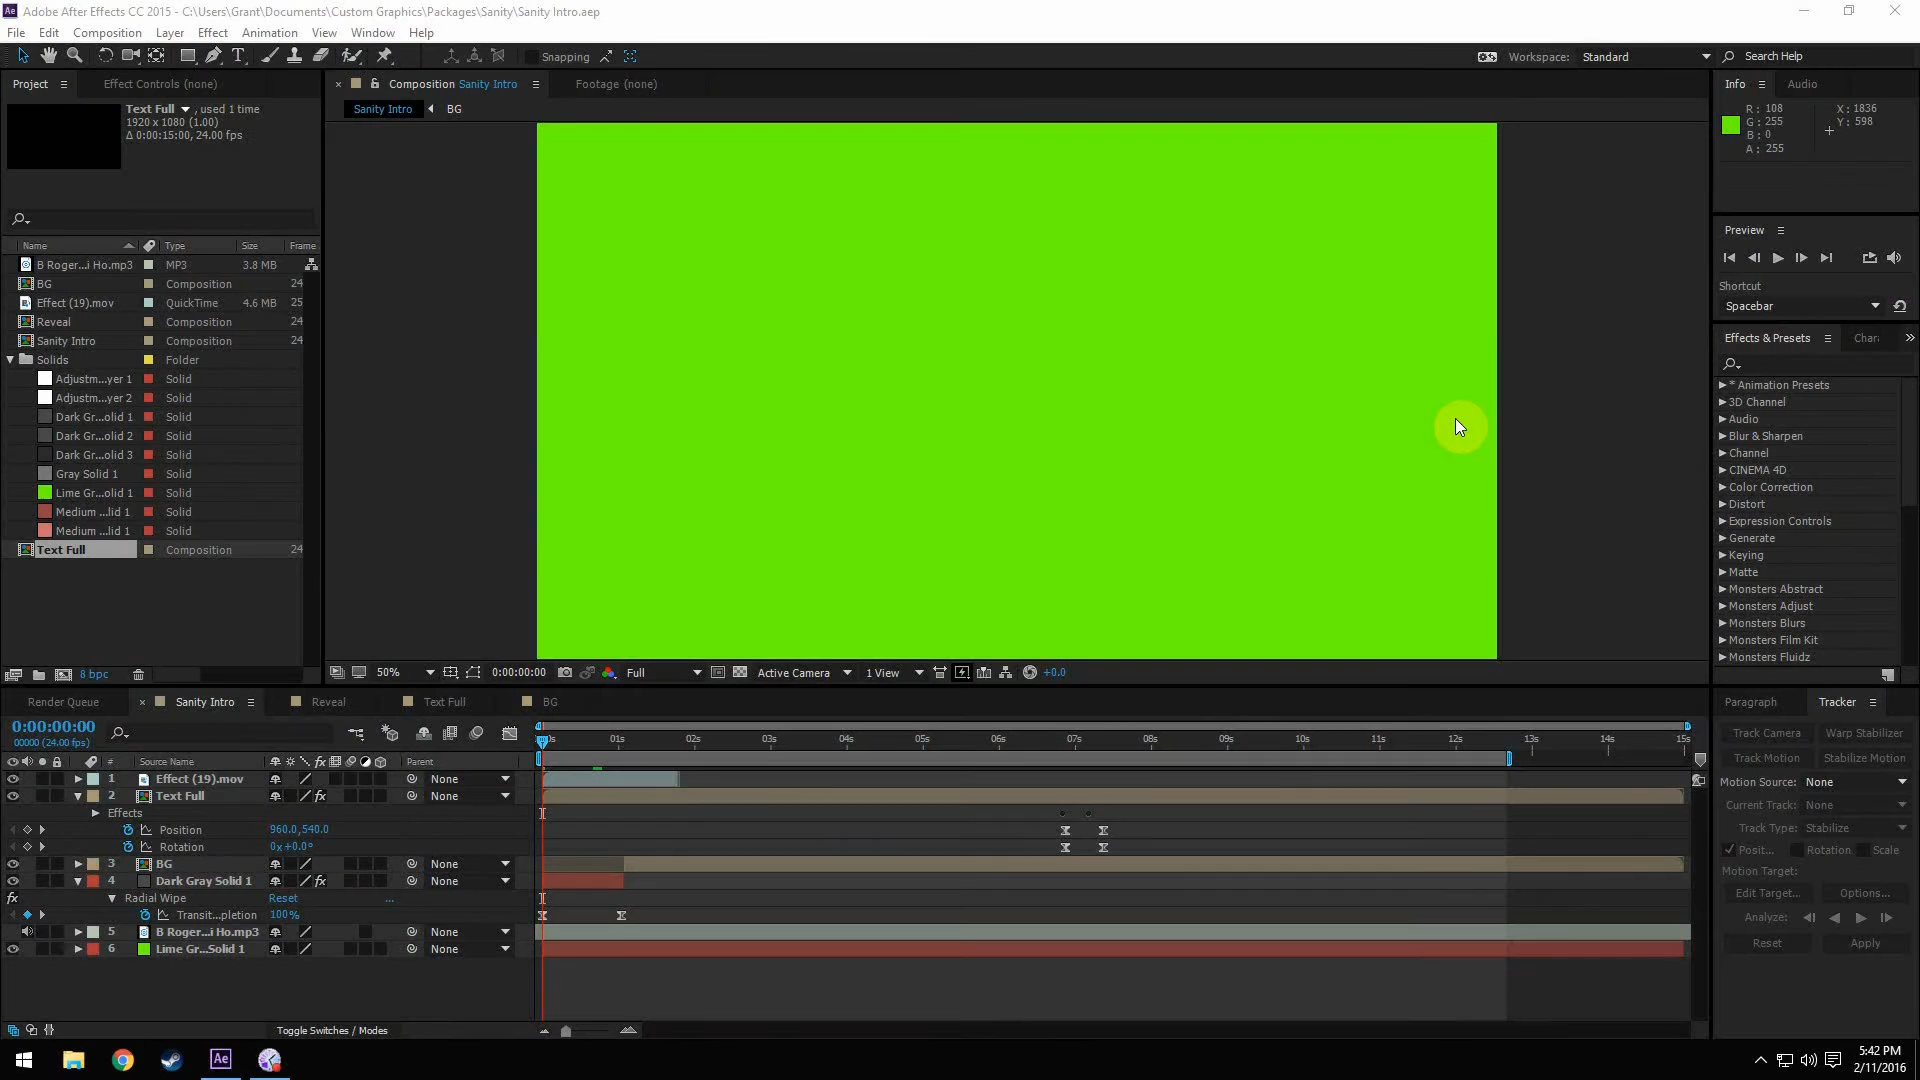 Adobe After Effects CC 2015 - C:\Users\Grant\Documents\Custom Graphics\Packages\Sanity\Sanity Intro.aep
File Edit Composition Layer Effect Animation View Window Help
Snapping
Workspace: Standard Search Help
Project Effect Controls (none)
Composition Sanity Intro Footage (none)
Info Audio
Text Full , used 1 time
1920 x 1080 (1.00)
Δ 0:00:15:00, 24.00 fps
Sanity Intro BG
R: 108 X: 1836
G: 255 Y: 598
B: 0
A: 255
Name Type Size Frame
B Roger...i Ho.mp3 MP3 3.8 MB
BG Composition 24
Effect (19).mov QuickTime 4.6 MB 25
Reveal Composition 24
Sanity Intro Composition 24
Solids Folder
Adjustm...yer 1 Solid
Adjustm...yer 2 Solid
Dark Gr...olid 1 Solid
Dark Gr...olid 2 Solid
Dark Gr...olid 3 Solid
Gray Solid 1 Solid
Lime Gr...olid 1 Solid
Medium ...lid 1 Solid
Medium ...lid 1 Solid
Text Full Composition 24
8 bpc
Preview
Shortcut
Spacebar
Effects & Presets Char
* Animation Presets
3D Channel
Audio
Blur & Sharpen
Channel
CINEMA 4D
Color Correction
Distort
Expression Controls
Generate
Keying
Matte
Monsters Abstract
Monsters Adjust
Monsters Blurs
Monsters Film Kit
Monsters Fluidz
50% 0:00:00:00 Full Active Camera 1 View +0.0
Render Queue Sanity Intro Reveal Text Full BG
0:00:00:00
00000 (24.00 fps)
01s 02s 03s 04s 05s 06s 07s 08s 09s 10s 11s 12s 13s 14s 15s
# Source Name fx Parent
1 Effect (19).mov None
2 Text Full fx None
Effects
Position 960.0,540.0
Rotation 0x+0.0°
3 BG None
4 Dark Gray Solid 1 fx None
fx Radial Wipe Reset ...
Transit...pletion 100%
5 B Roger...i Ho.mp3 None
6 Lime Gr...Solid 1 None
Toggle Switches / Modes
Paragraph Tracker
Track Camera Warp Stabilizer
Track Motion Stabilize Motion
Motion Source: None
Current Track: None
Track Type: Stabilize
Posit... Rotation Scale
Motion Target:
Edit Target... Options...
Analyze:
Reset Apply
Ae
5:42 PM
2/11/2016